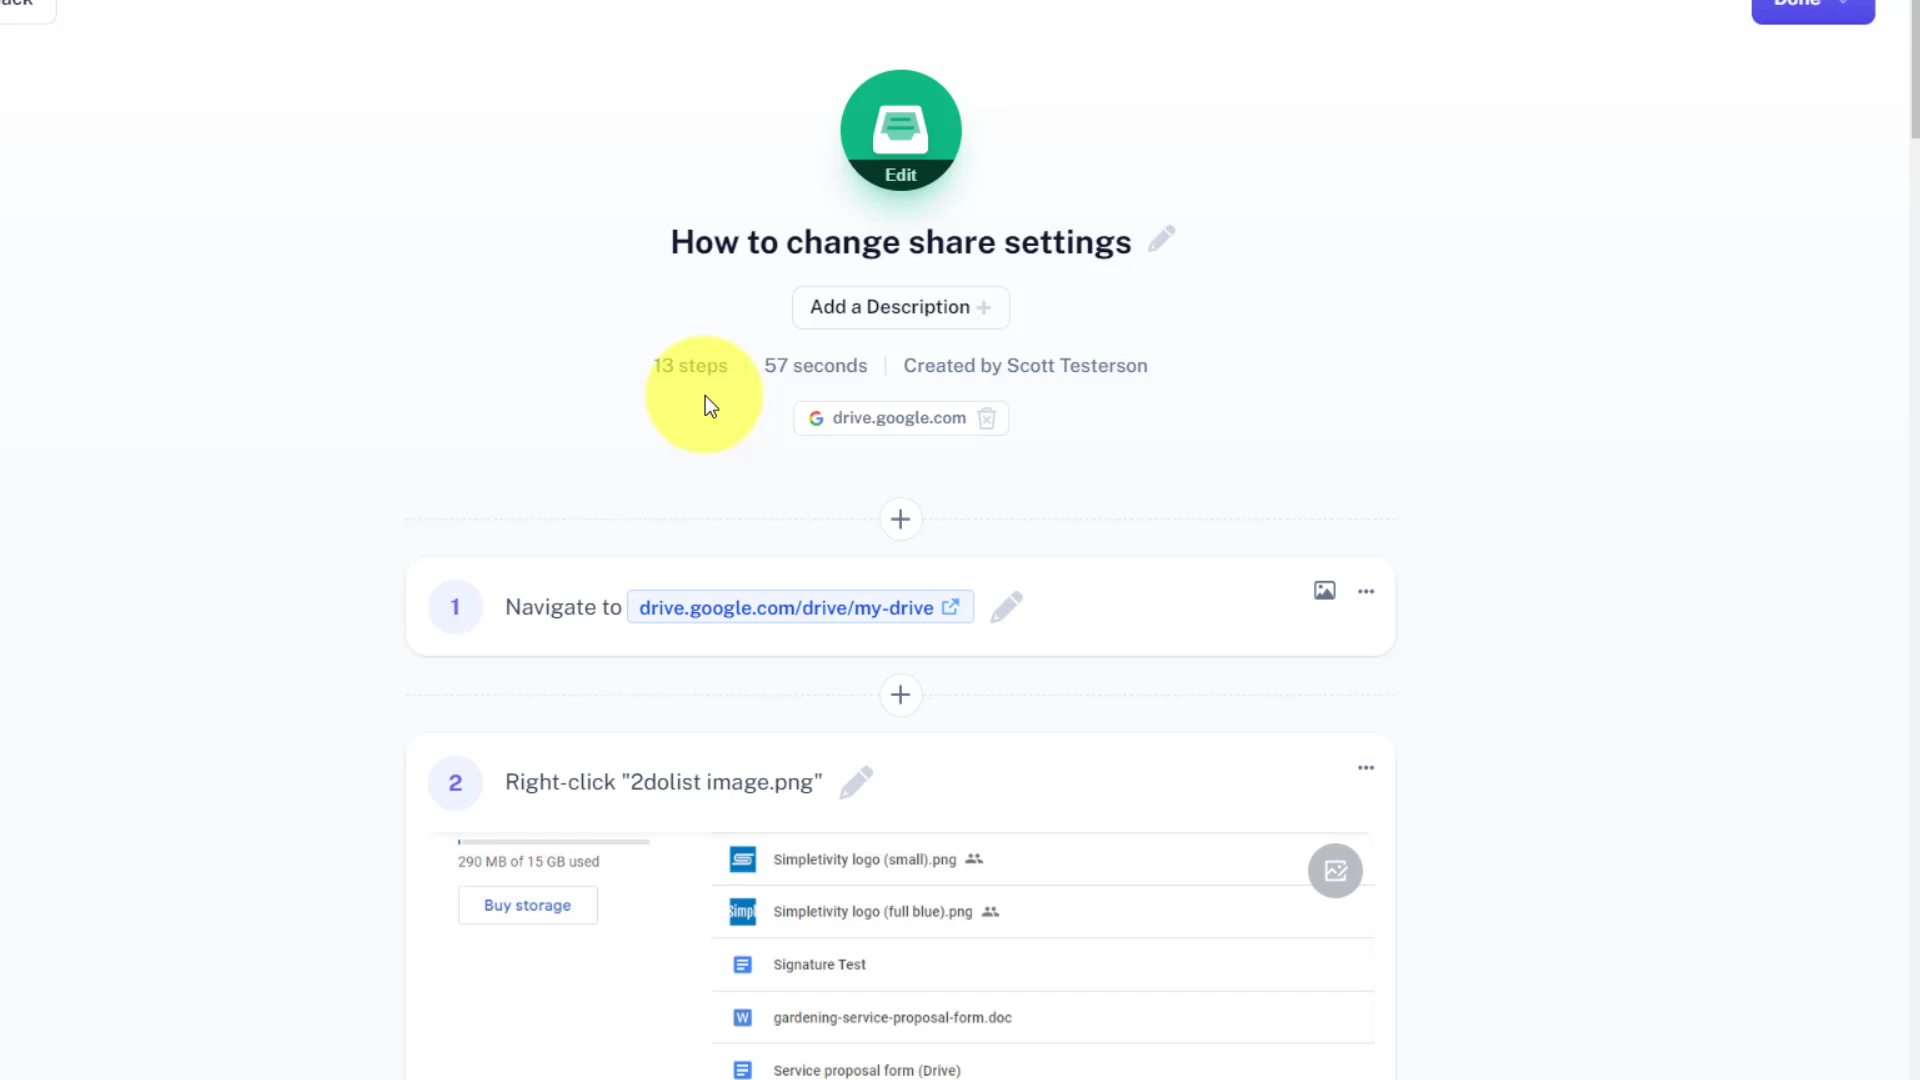 Done
Edit
How to change share settings
Add a Description
13 steps | 57 seconds | Created by Scott Testerson
drive.google.com
1 Navigate to drive.google.com/drive/my-drive
2 Right-click "2dolist image.png"
290 MB of 15 GB used
Buy storage
Simpletivity logo (small).png
Simpl
Simpletivity logo (full blue).png
Signature Test
W gardening-service-proposal-form.doc
Service proposal form (Drive)